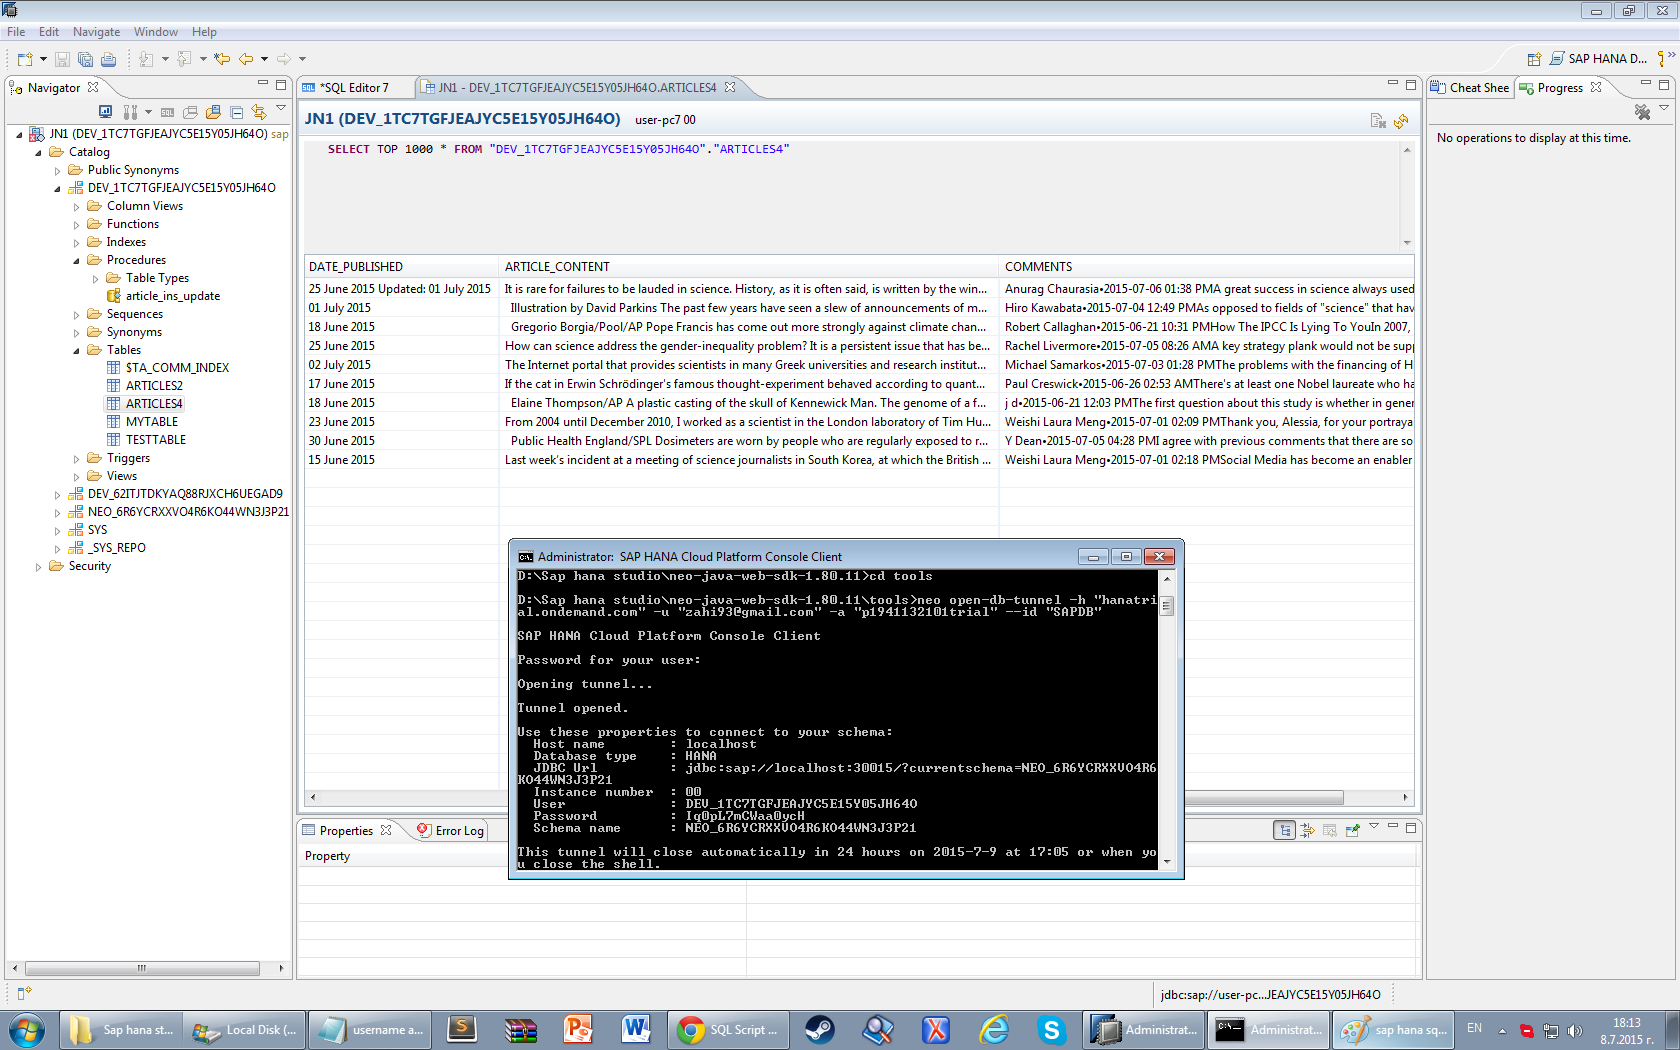 File Edit Navigate Window Help
SAP HANA D...
Navigator
JN1 (DEV_1TC7TGFJEAJYC5E15Y05JH64O) sap
Catalog
Public Synonyms
DEV_1TC7TGFJEAJYC5E15Y05JH64O
Column Views
Functions
Indexes
Procedures
Table Types
article_ins_update
Sequences
Synonyms
Tables
$TA_COMM_INDEX
ARTICLES2
ARTICLES4
MYTABLE
TESTTABLE
Triggers
Views
DEV_62ITJTDKYAQ88RJXCH6UEGAD9
NEO_6R6YCRXXVO4R6KO44WN3J3P21
SYS
_SYS_REPO
Security
*SQL Editor 7
JN1 - DEV_1TC7TGFJEAJYC5E15Y05JH64O.ARTICLES4
JN1 (DEV_1TC7TGFJEAJYC5E15Y05JH64O) user-pc7 00
SELECT TOP 1000 * FROM "DEV_1TC7TGFJEAJYC5E15Y05JH64O"."ARTICLES4"
DATE_PUBLISHED ARTICLE_CONTENT COMMENTS
25 June 2015 Updated: 01 July 2015 It is rare for failures to be lauded in science. History, as it is often said, is written by the win... Anurag Chaurasia•2015-07-06 01:38 PMA great success in science always used
01 July 2015 Illustration by David Parkins The past few years have seen a slew of announcements of m... Hiro Kawabata•2015-07-04 12:49 PMAs opposed to fields of "science" that hav
18 June 2015 Gregorio Borgia/Pool/AP Pope Francis has come out more strongly against climate chan... Robert Callaghan•2015-06-21 10:31 PMHow The IPCC Is Lying To YouIn 2007,
25 June 2015 How can science address the gender-inequality problem? It is a persistent issue that has be... Rachel Livermore•2015-07-05 08:26 AMA key strategy plank would not be sup
02 July 2015 The Internet portal that provides scientists in many Greek universities and research institut... Michael Samarkos•2015-07-03 01:28 PMThe problems with the financing of H
17 June 2015 If the cat in Erwin Schrödinger's famous thought-experiment behaved according to quant... Paul Creswick•2015-06-26 02:53 AMThere's at least one Nobel laureate who ha
18 June 2015 Elaine Thompson/AP A plastic casting of the skull of Kennewick Man. The genome of a f... j d•2015-06-21 12:03 PMThe first question about this study is whether in gener
23 June 2015 From 2004 until December 2010, I worked as a scientist in the London laboratory of Tim Hu... Weishi Laura Meng•2015-07-01 02:09 PMThank you, Alessia, for your portraya
30 June 2015 Public Health England/SPL Dosimeters are worn by people who are regularly exposed to r... Y Dean•2015-07-05 04:28 PMI agree with previous comments that there are so
15 June 2015 Last week's incident at a meeting of science journalists in South Korea, at which the British ... Weishi Laura Meng•2015-07-01 02:18 PMSocial Media has become an enabler
Cheat Shee Progress
No operations to display at this time.
Administrator: SAP HANA Cloud Platform Console Client
D:\Sap hana studio\neo-java-web-sdk-1.80.11>cd tools
D:\Sap hana studio\neo-java-web-sdk-1.80.11\tools>neo open-db-tunnel -h "hanatri
al.ondemand.com" -u "zahi93@gmail.com" -a "p1941132101trial" --id "SAPDB"
SAP HANA Cloud Platform Console Client
Password for your user:
Opening tunnel...
Tunnel opened.
Use these properties to connect to your schema:
Host name : localhost
Database type : HANA
JDBC Url : jdbc:sap://localhost:30015/?currentschema=NEO_6R6YCRXXVO4R6
KO44WN3J3P21
Instance number : 00
User : DEV_1TC7TGFJEAJYC5E15Y05JH64O
Password : Iq0pL7mCWaa0ycH
Schema name : NEO_6R6YCRXXVO4R6KO44WN3J3P21
This tunnel will close automatically in 24 hours on 2015-7-9 at 17:05 or when yo
u close the shell.
Properties Error Log
Property
jdbc:sap://user-pc...JEAJYC5E15Y05JH64O
Sap hana st... Local Disk (... username a... SQL Script ... Administrat... Administrat... sap hana sq... EN
18:13
8.7.2015 г.